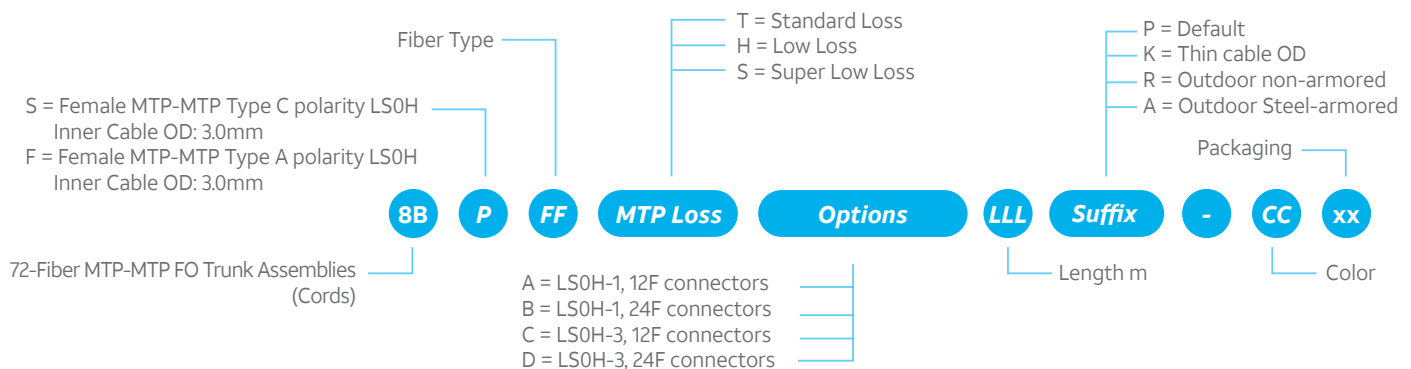 Fiber Type
T = Standard Loss
H = Low Loss
S = Super Low Loss
P = Default
K = Thin cable OD
R = Outdoor non-armored
A = Outdoor Steel-armored
S = Female MTP-MTP Type C polarity LS0H
Inner Cable OD: 3.0mm
F = Female MTP-MTP Type A polarity LS0H
Inner Cable OD: 3.0mm
Packaging
8B P FF MTP Loss Options LLL Suffix - CC xx
72-Fiber MTP-MTP FO Trunk Assemblies
(Cords)
A = LS0H-1, 12F connectors
B = LS0H-1, 24F connectors
C = LS0H-3, 12F connectors
D = LS0H-3, 24F connectors
Length m
Color